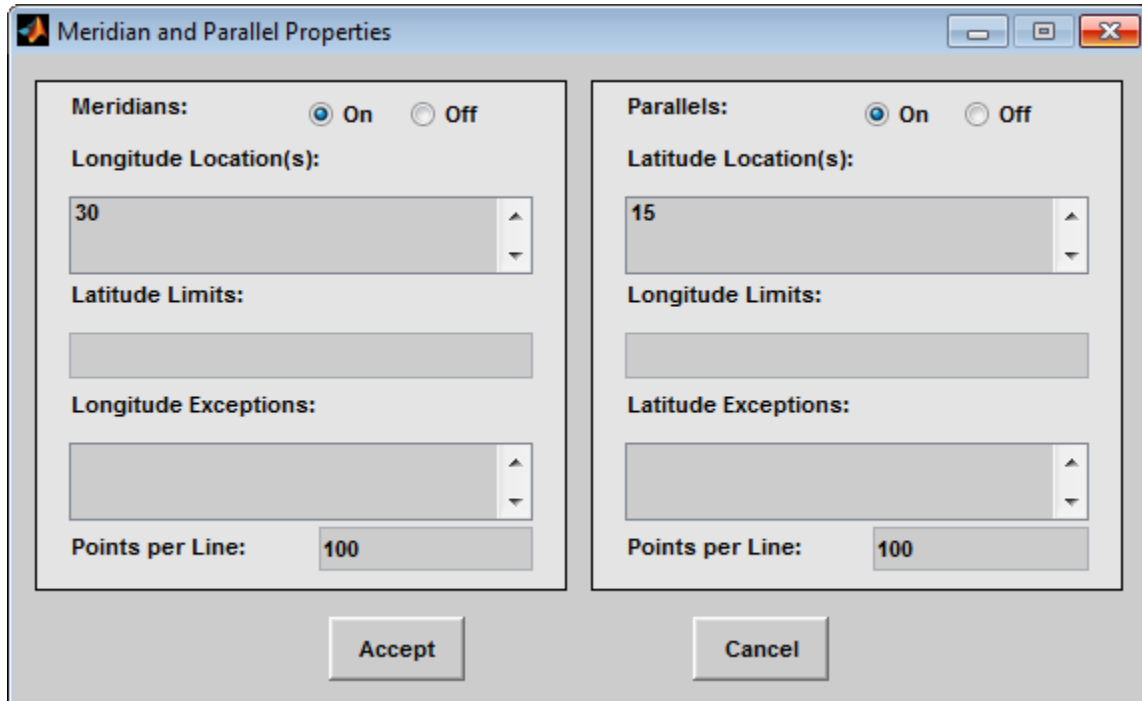 Meridian and Parallel Properties
Meridians: On Off
Longitude Location(s):
30
Latitude Limits:
Longitude Exceptions:
Points per Line: 100
Parallels: On Off
Latitude Location(s):
15
Longitude Limits:
Latitude Exceptions:
Points per Line: 100
Accept
Cancel